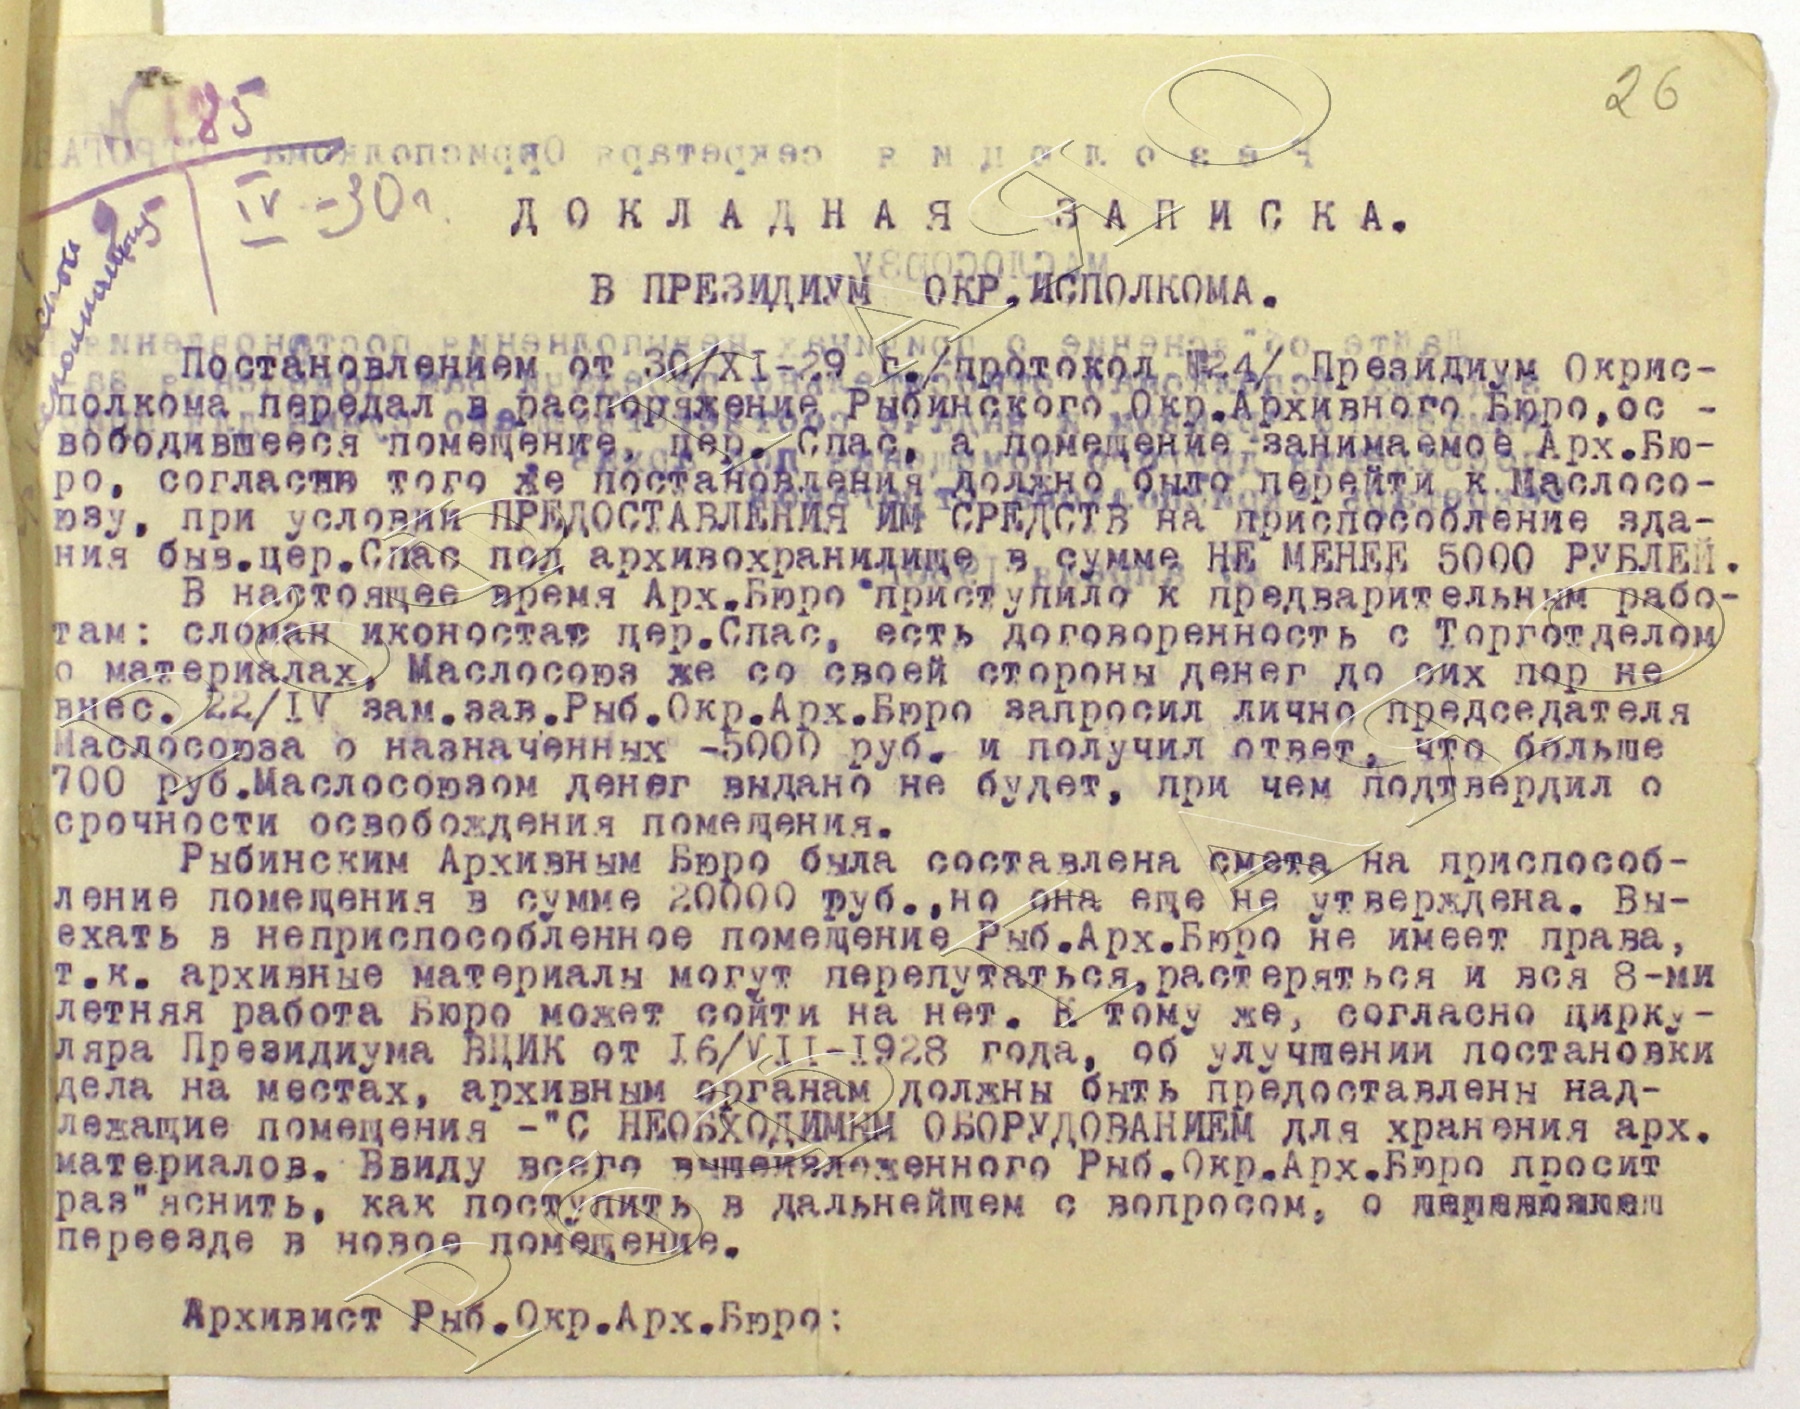 26
185
IV - 30 г.
ДОКЛАДНАЯ ЗАПИСКА.
В ПРЕЗИДИУМ ОКР.ИСПОЛКОМА.
Постановлением от 30/XI-29 г./протокол №24/ Президиум Окрис-
полкома передал в распоряжение Рыбинского Окр.Архивного Бюро,ос -
вободившееся помещение, цер. Спас, а помещение занимаемое Арх.Бю-
ро, согластно того же постановления должно было перейти к Маслосо-
юзу, при условии ПРЕДОСТАВЛЕНИЯ ИМ СРЕДСТВ на приспособление зда-
ния быв.цер.Спас под архивохранилище в сумме НЕ МЕНЕЕ 5000 РУБЛЕЙ.
В настоящее время Арх.Бюро приступило к предварительным рабо-
там: сломан иконостас цер.Спас, есть договоренность с Торготделом
о материалах, Маслосоюз же со своей стороны денег до сих пор не
внес. 22/IV зам.зав.Рыб.Окр.Арх.Бюро запросил лично председателя
Маслосоюза о назначенных -5000 руб. и получил ответ, что больше
700 руб.Маслосоюзом денег выдано не будет, при чем подтвердил о
срочности освобождения помещения.
Рыбинским Архивным Бюро была составлена смета на приспособ-
ление помещения в сумме 20000 руб.,но она еще не утверждена. Вы-
ехать в неприспособленное помещение Рыб.Арх.Бюро не имеет права,
т.к. архивные материалы могут перепутаться,растеряться и вся 8-ми
летняя работа Бюро может сойти на нет. К тому же, согласно цирку-
ляра Президиума ВЦИК от 16/VII-1928 года, об улучшении постановки
дела на местах, архивным органам должны быть предоставлены над-
лежащие помещения -"С НЕОБХОДИМЫМ ОБОРУДОВАНИЕМ для хранения арх.
материалов. Ввиду всего вышеизложенного Рыб.Окр.Арх.Бюро просит
раз"яснить, как поступить в дальнейшем с вопросом, о
переезде в новое помещение.
Архивист Рыб.Окр.Арх.Бюро: